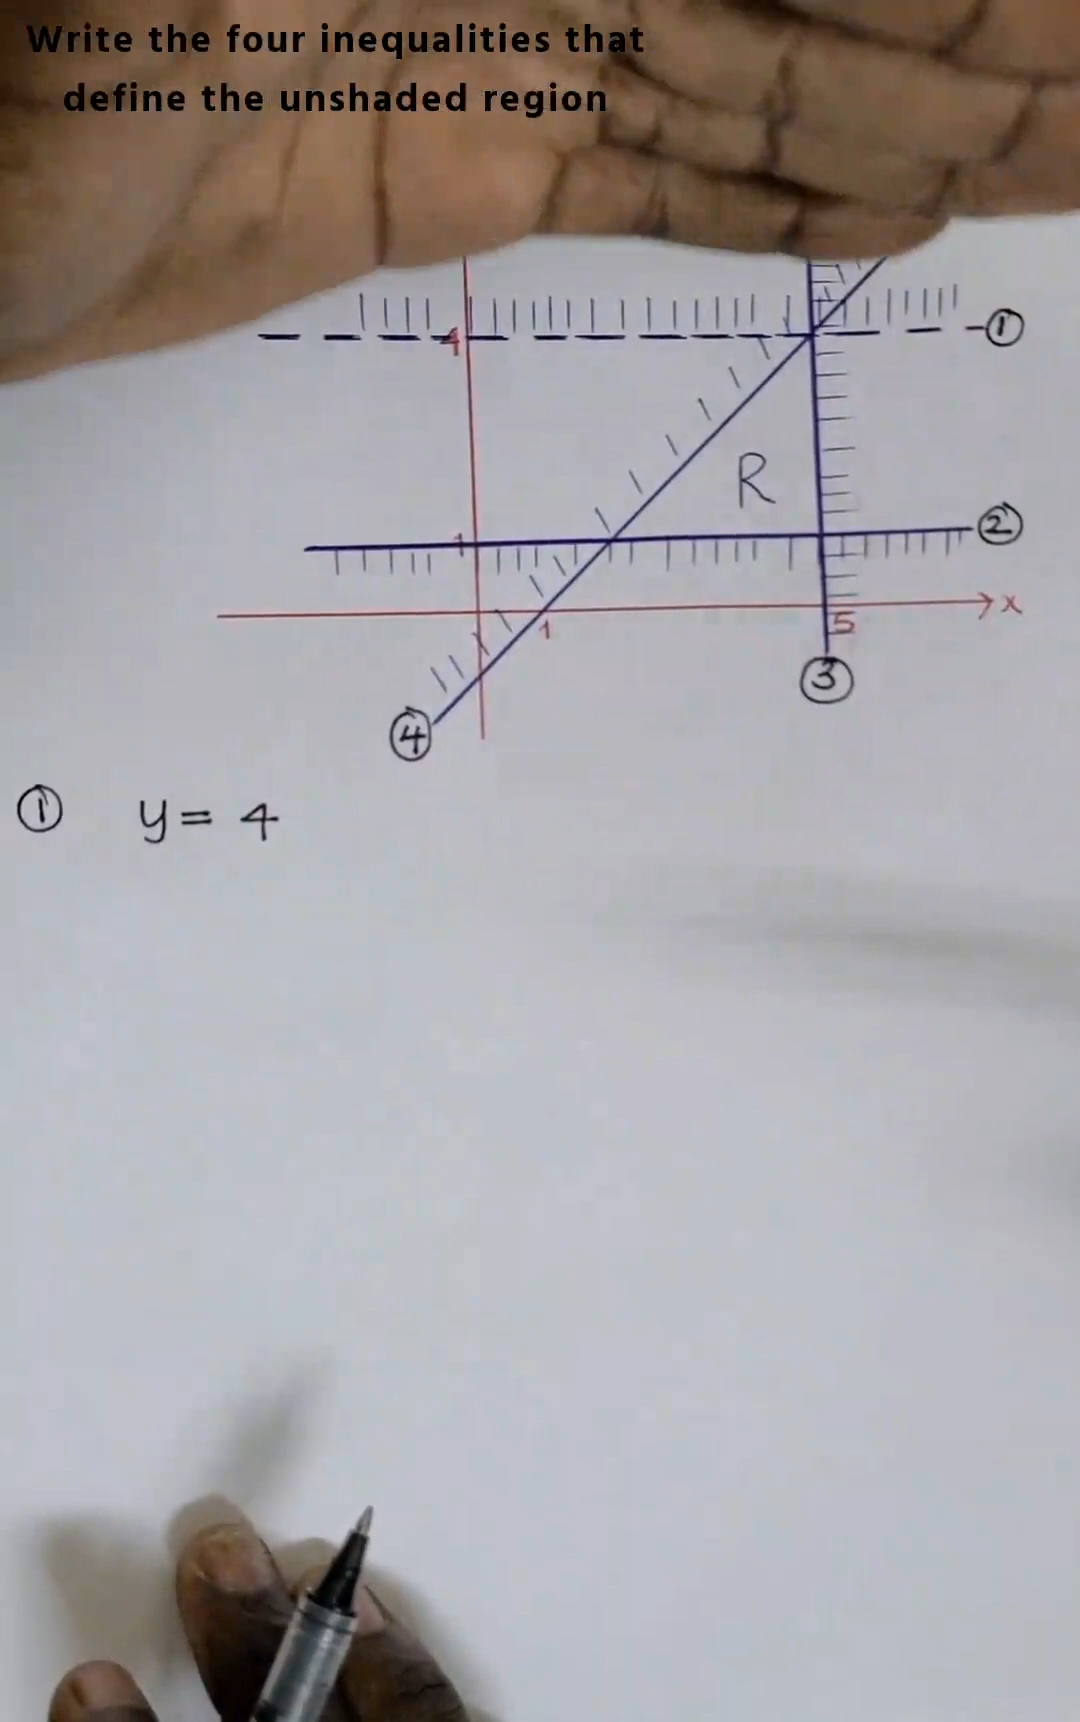 Write the four inequalities that
define the unshaded region
4
-①
R
1
②
x
1
5
③
④
① y = 4